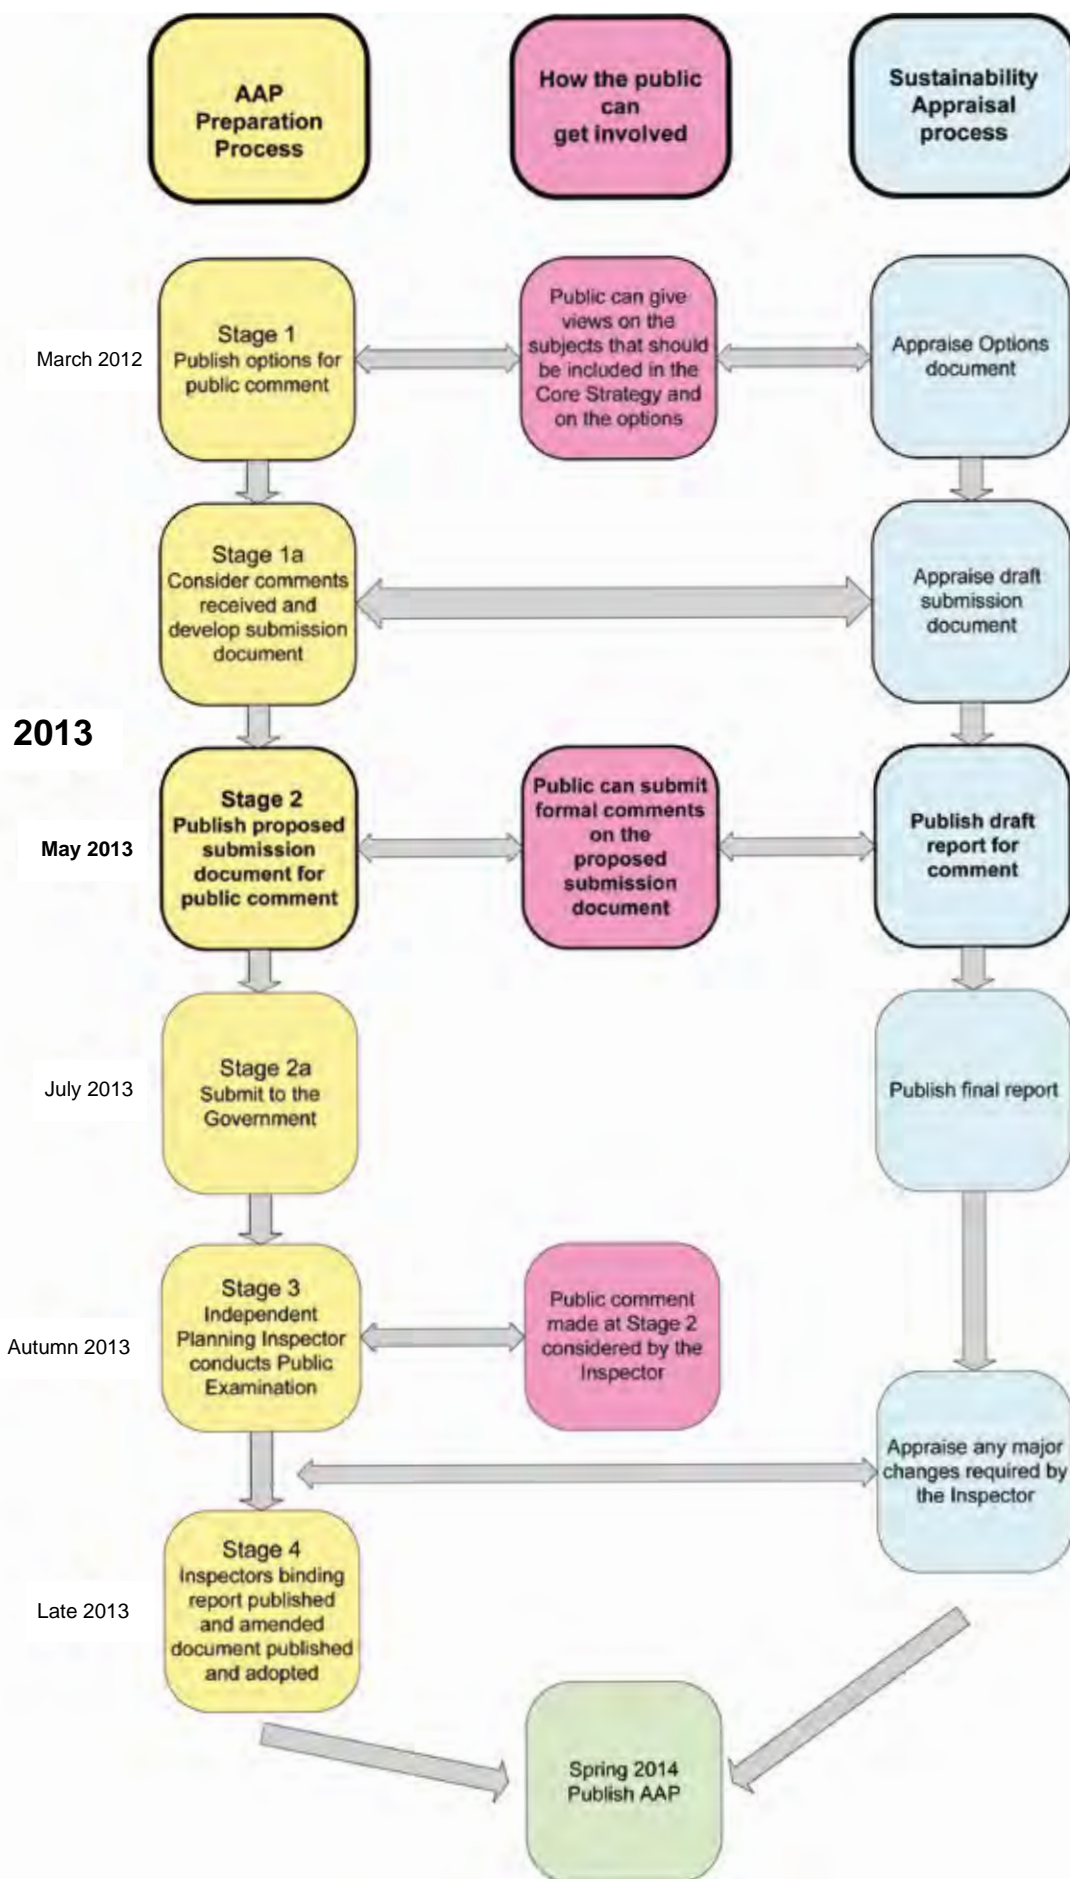 AAP
Preparation
Process
How the public
can
get involved
Sustainability
Appraisal
process
March 2012
Stage 1
Publish options for
public comment
Public can give
views on the
subjects that should
be included in the
Core Strategy and
on the options
Appraise Options
document
Stage 1a
Consider comments
received and
develop submission
document
Appraise draft
submission
document
2013
May 2013
Stage 2
Publish proposed
submission
document for
public comment
Public can submit
formal comments
on the
proposed
submission
document
Publish draft
report for
comment
July 2013
Stage 2a
Submit to the
Government
Publish final report
Autumn 2013
Stage 3
Independent
Planning Inspector
conducts Public
Examination
Public comment
made at Stage 2
considered by the
Inspector
Appraise any major
changes required by
the Inspector
Late 2013
Stage 4
Inspectors binding
report published
and amended
document published
and adopted
Spring 2014
Publish AAP